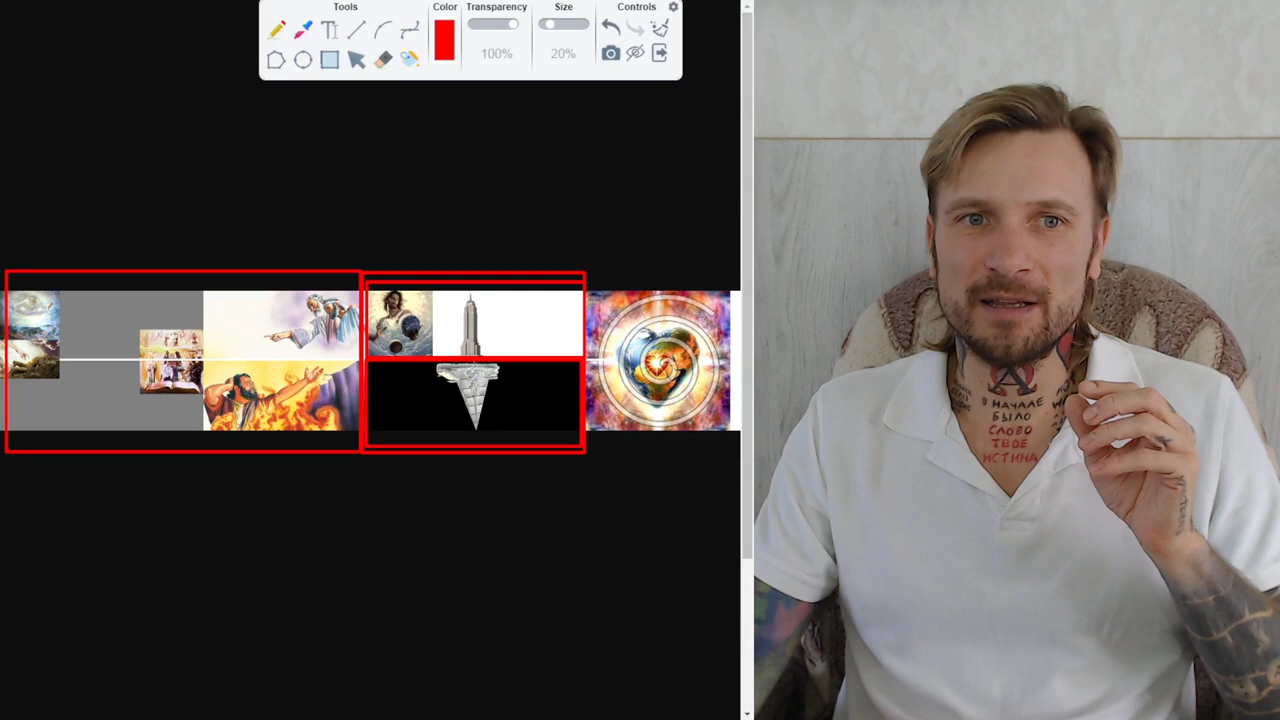 Tools
Color
Transparency
Size
Controls
100%
20%
В НАЧАЛЕ
БЫЛО
СЛОВО
ТВОЕ
ИСТИНА